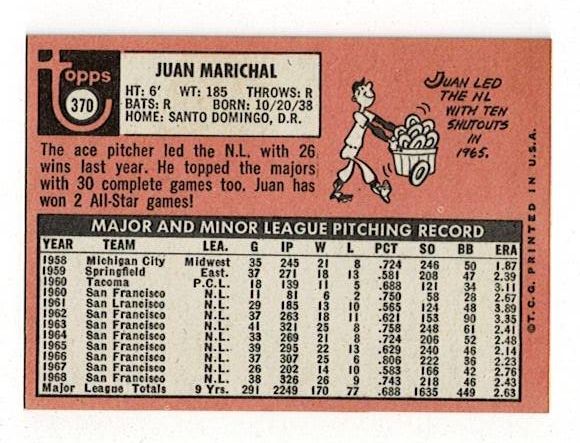 topps
370
JUAN MARICHAL
HT: 6' WT: 185 THROWS: R
BATS: R BORN: 10/20/38
HOME: SANTO DOMINGO, D.R.
JUAN LED
THE NL
WITH TEN
SHUTOUTS
IN
1965.
The ace pitcher led the N.L. with 26
wins last year. He topped the majors
with 30 complete games too. Juan has
won 2 All-Star games!
MAJOR AND MINOR LEAGUE PITCHING RECORD
YEAR TEAM LEA. G IP W L PCT SO BB ERA
1958 Michigan City Midwest 35 245 21 8 .724 246 50 1.87
1959 Springfield East. 37 271 18 13 .581 208 47 2.39
1960 Tacoma P.C.L. 18 139 11 5 .688 121 34 3.11
1960 San Francisco N.L. 11 81 6 2 .750 58 28 2.67
1961 San Francisco N.L. 29 185 13 10 .565 124 48 3.89
1962 San Francisco N.L. 37 263 18 11 .621 153 90 3.35
1963 San Francisco N.L. 41 321 25 8 .758 248 61 2.41
1964 San Francisco N.L. 33 269 21 8 .724 206 52 2.48
1965 San Francisco N.L. 39 295 22 13 .629 240 46 2.14
1966 San Francisco N.L. 37 307 25 6 .806 222 36 2.23
1967 San Francisco N.L. 26 202 14 10 .583 166 42 2.76
1968 San Francisco N.L. 38 326 26 9 .743 218 46 2.43
Major League Totals 9 Yrs. 291 2249 170 77 .688 1635 449 2.63
©T.C.G. PRINTED IN U.S.A.